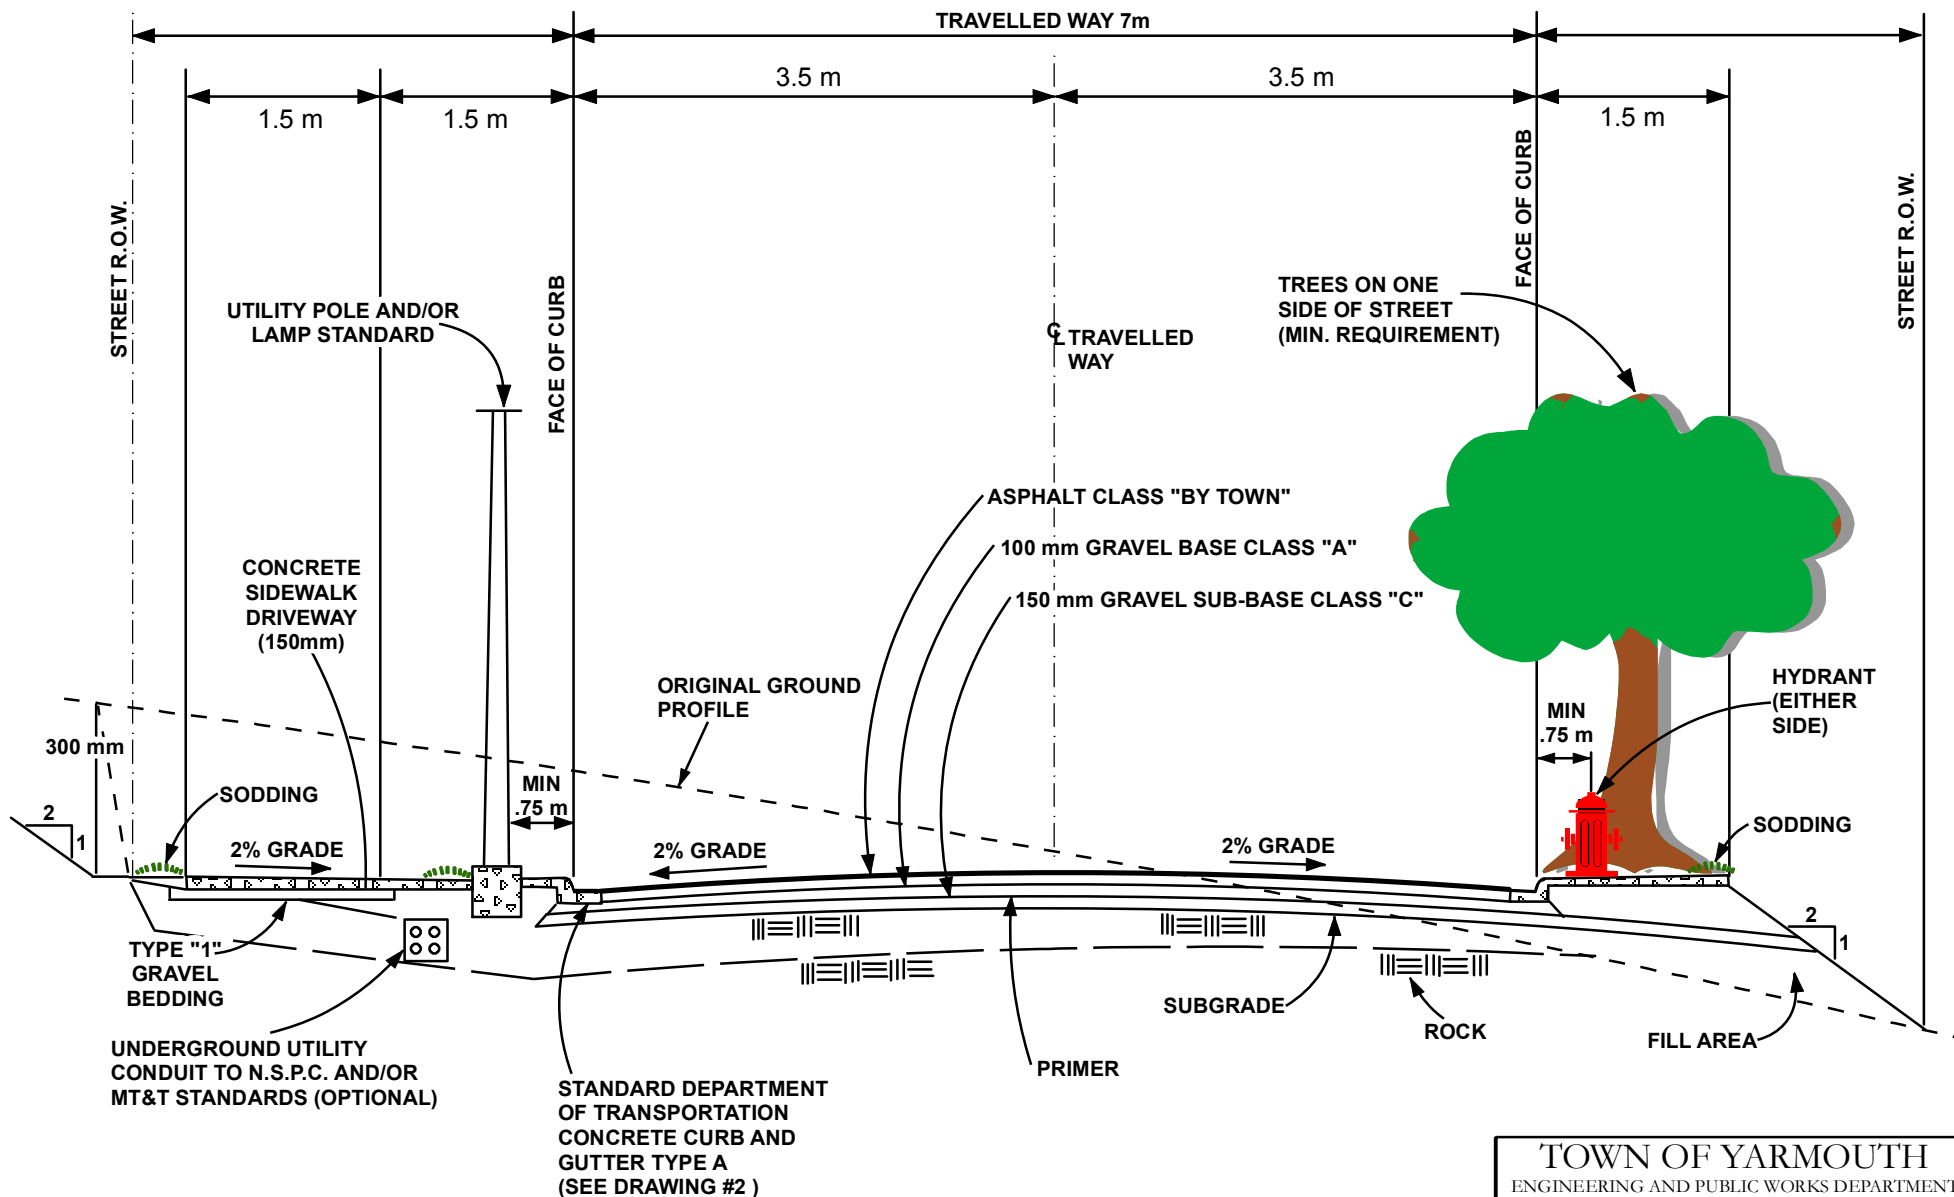 TRAVELLED WAY 7m
3.5 m
3.5 m
1.5 m
1.5 m
1.5 m
STREET R.O.W.
FACE OF CURB
FACE OF CURB
STREET R.O.W.
UTILITY POLE AND/OR
LAMP STANDARD
℄ TRAVELLED
WAY
TREES ON ONE
SIDE OF STREET
(MIN. REQUIREMENT)
ASPHALT CLASS "BY TOWN"
100 mm GRAVEL BASE CLASS "A"
150 mm GRAVEL SUB-BASE CLASS "C"
CONCRETE
SIDEWALK
DRIVEWAY
(150mm)
ORIGINAL GROUND
PROFILE
HYDRANT
(EITHER
SIDE)
MIN
.75 m
300 mm
SODDING
MIN
.75 m
2
1
SODDING
2% GRADE
2% GRADE
2% GRADE
2
1
TYPE "1"
GRAVEL
BEDDING
SUBGRADE
ROCK
FILL AREA
UNDERGROUND UTILITY
CONDUIT TO N.S.P.C. AND/OR
MT&T STANDARDS (OPTIONAL)
PRIMER
STANDARD DEPARTMENT
OF TRANSPORTATION
CONCRETE CURB AND
GUTTER TYPE A
(SEE DRAWING #2 )
TOWN OF YARMOUTH
ENGINEERING AND PUBLIC WORKS DEPARTMENT